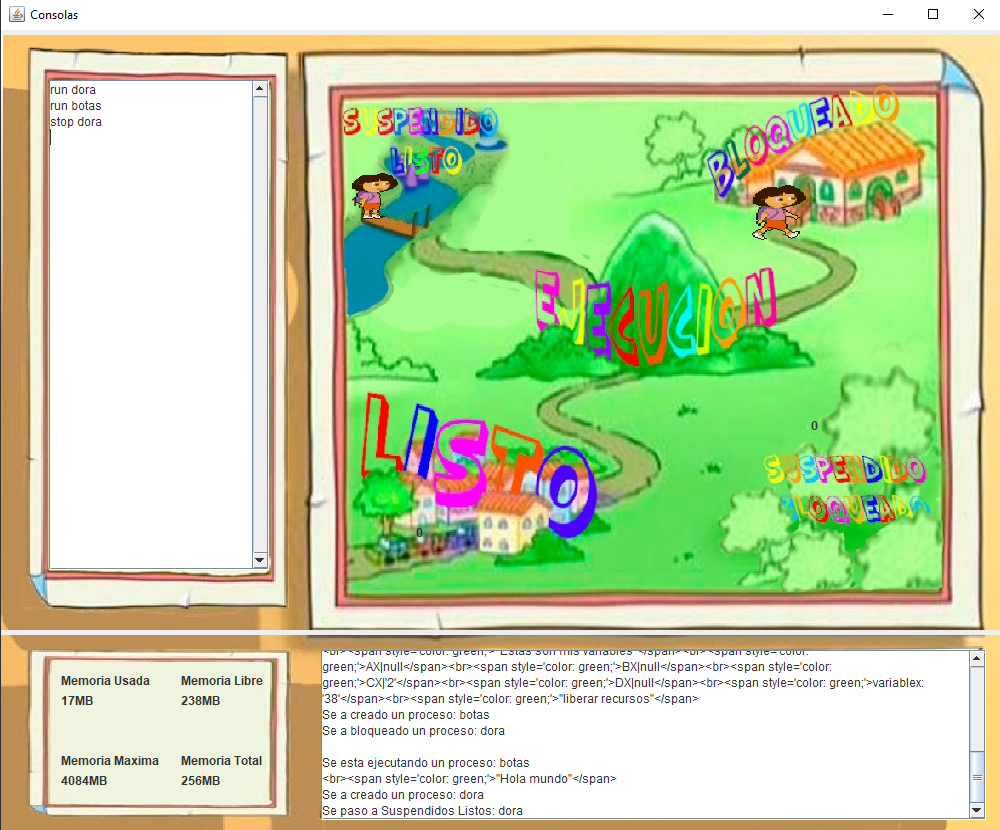 Consolas
run dora
run botas
stop dora
SUSPENDIDO
LISTO
BLOQUEADO
EJECUCION
LISTO
0
0
SUSPENDIDO
BLOQUEADO
Memoria Usada
17MB
Memoria Libre
238MB
Memoria Maxima
4084MB
Memoria Total
256MB
<br><span style='color: green;'>"Estas son mis variables"</span><br><span style='color:
green;'>AX|null</span><br><span style='color: green;'>BX|null</span><br><span style='color:
green;'>CX|'2'</span><br><span style='color: green;'>DX|null</span><br><span style='color: green;'>variablex:
'38'</span><br><span style='color: green;'>"liberar recursos"</span>
Se a creado un proceso: botas
Se a bloqueado un proceso: dora
Se esta ejecutando un proceso: botas
<br><span style='color: green;'>"Hola mundo"</span>
Se a creado un proceso: dora
Se paso a Suspendidos Listos: dora